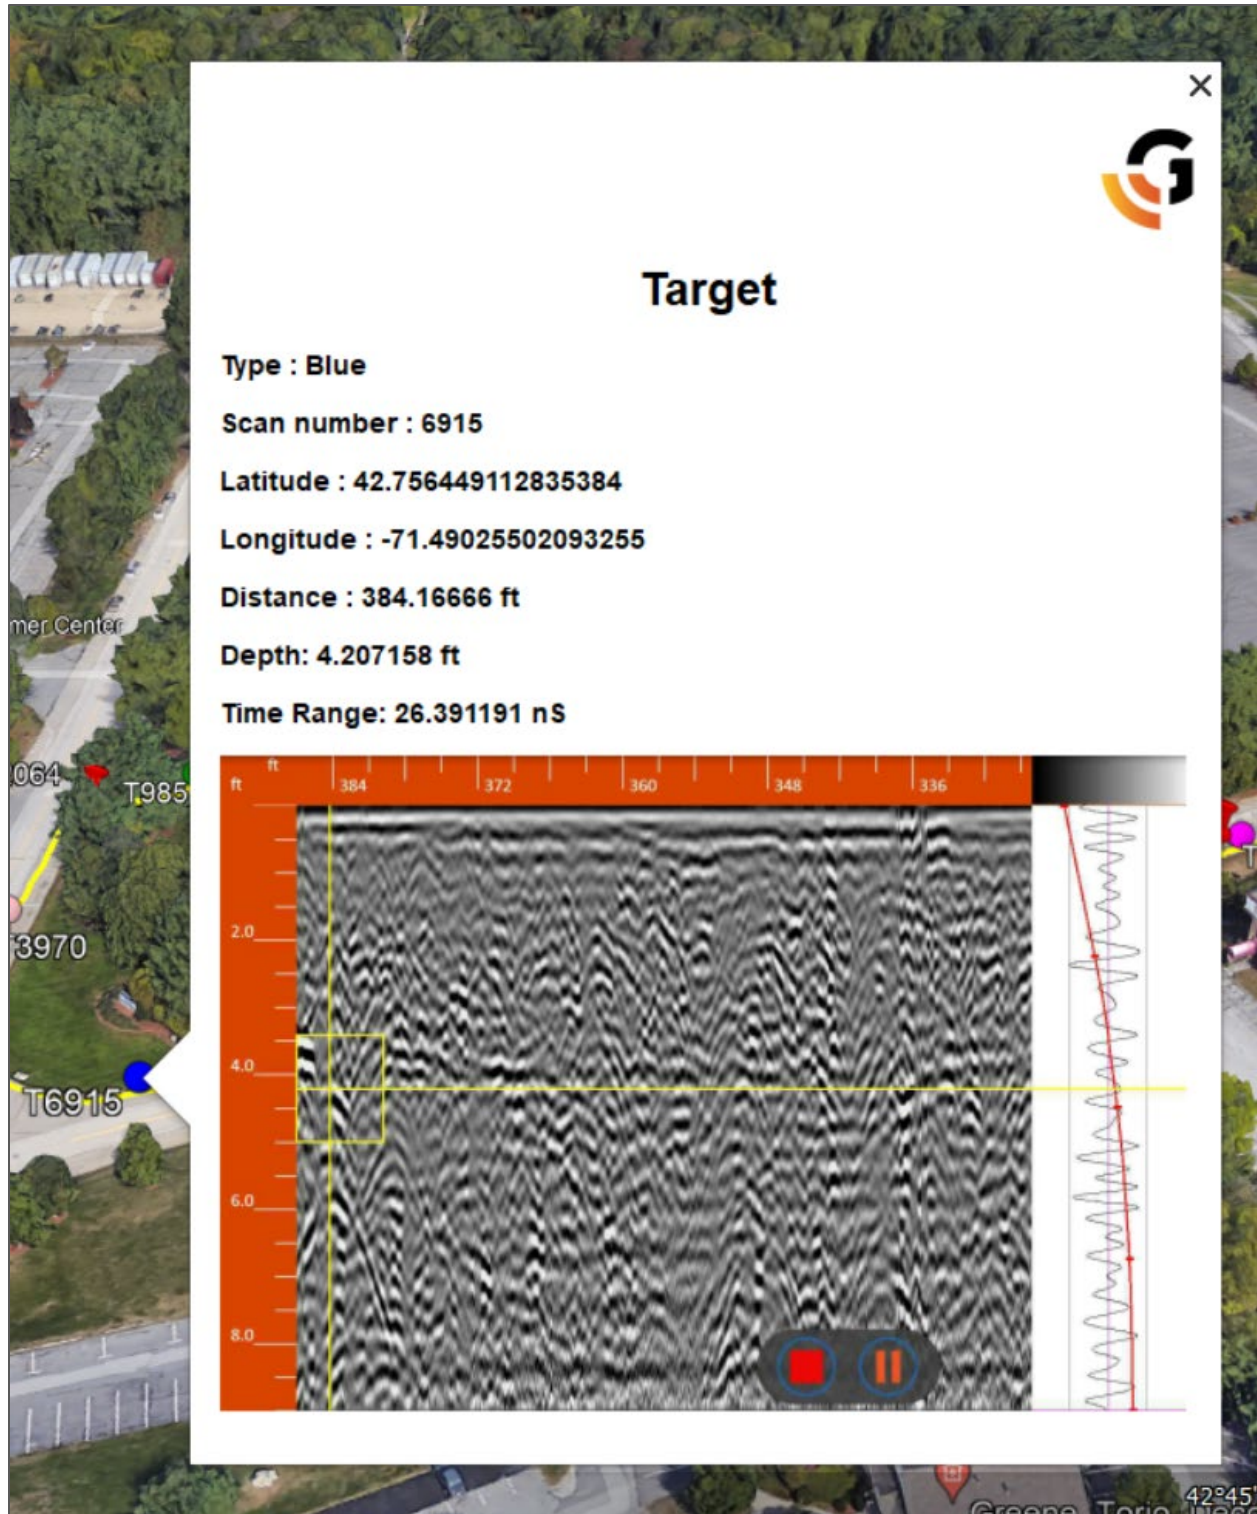 Target
Type : Blue
Scan number : 6915
Latitude : 42.756449112835384
Longitude : -71.49025502093255
Distance : 384.16666 ft
Depth: 4.207158 ft
Time Range: 26.391191 nS
ft
ft
384
372
360
348
336
2.0
4.0
6.0
8.0
mer Center
064
T985
3970
T6915
T
42°45'
Greene